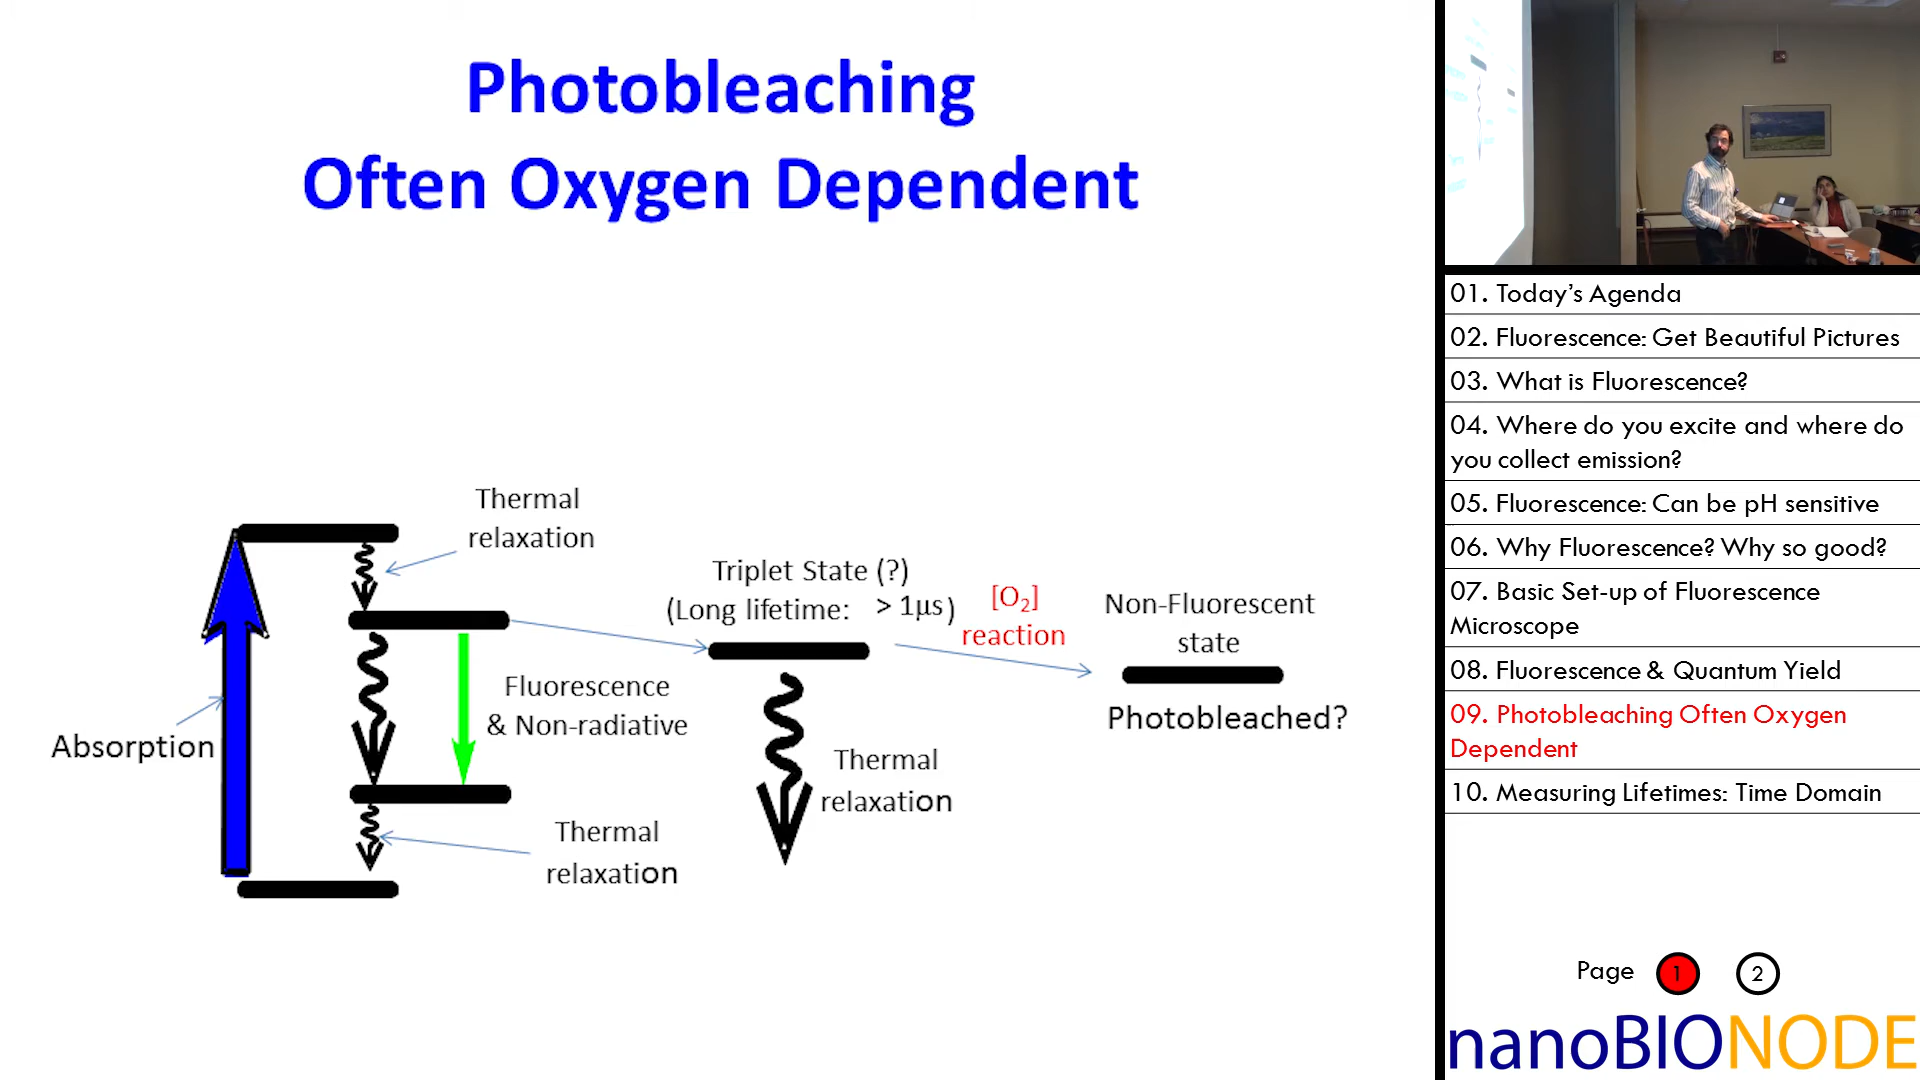 Photobleaching
Often Oxygen Dependent
Thermal
relaxation
Triplet State (?)
(Long lifetime: > 1μs)
[O₂]
reaction
Non-Fluorescent
state
Fluorescence
& Non-radiative
Photobleached?
Absorption
Thermal
relaxation
Thermal
relaxation
01. Today's Agenda
02. Fluorescence: Get Beautiful Pictures
03. What is Fluorescence?
04. Where do you excite and where do
you collect emission?
05. Fluorescence: Can be pH sensitive
06. Why Fluorescence? Why so good?
07. Basic Set-up of Fluorescence
Microscope
08. Fluorescence & Quantum Yield
09. Photobleaching Often Oxygen
Dependent
10. Measuring Lifetimes: Time Domain
Page 1 2
nanoBIONODE